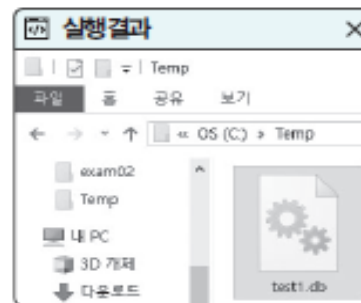 실행결과
Temp
파일 홈 공유 보기
« OS (C:) > Temp
exam02
Temp
내 PC
3D 개체
다운로드
test1.db